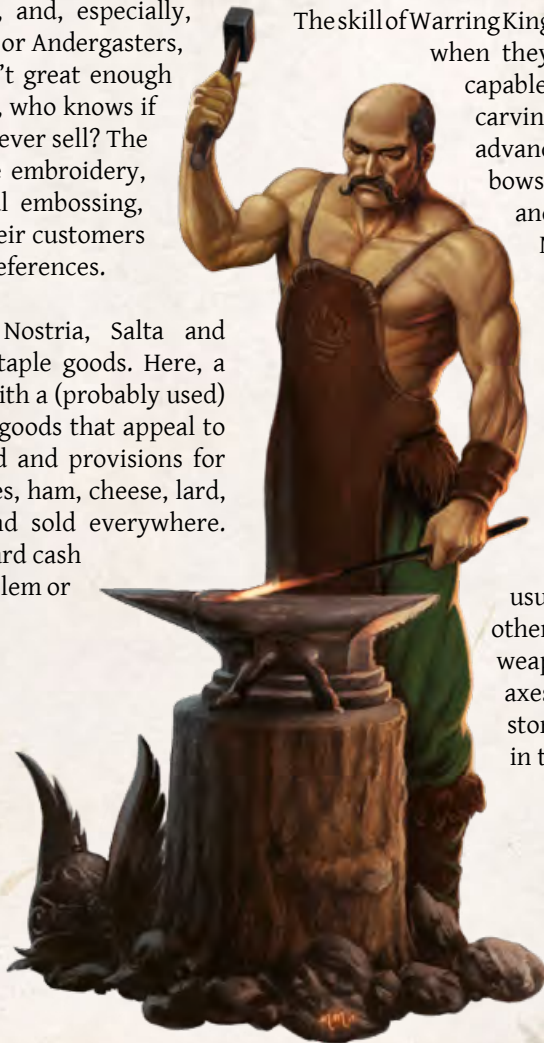 , and, especially,
or Andergasters,
't great enough
, who knows if
ever sell? The
e embroidery,
l embossing,
eir customers
eferences.
Nostria, Salta and
taple goods. Here, a
ith a (probably used)
goods that appeal to
d and provisions for
es, ham, cheese, lard,
nd sold everywhere.
ard cash
lem or
The skill of Warring King
when they
capable
carvin
advanc
bows
and
N
usu
other
weap
axes
ston
in t